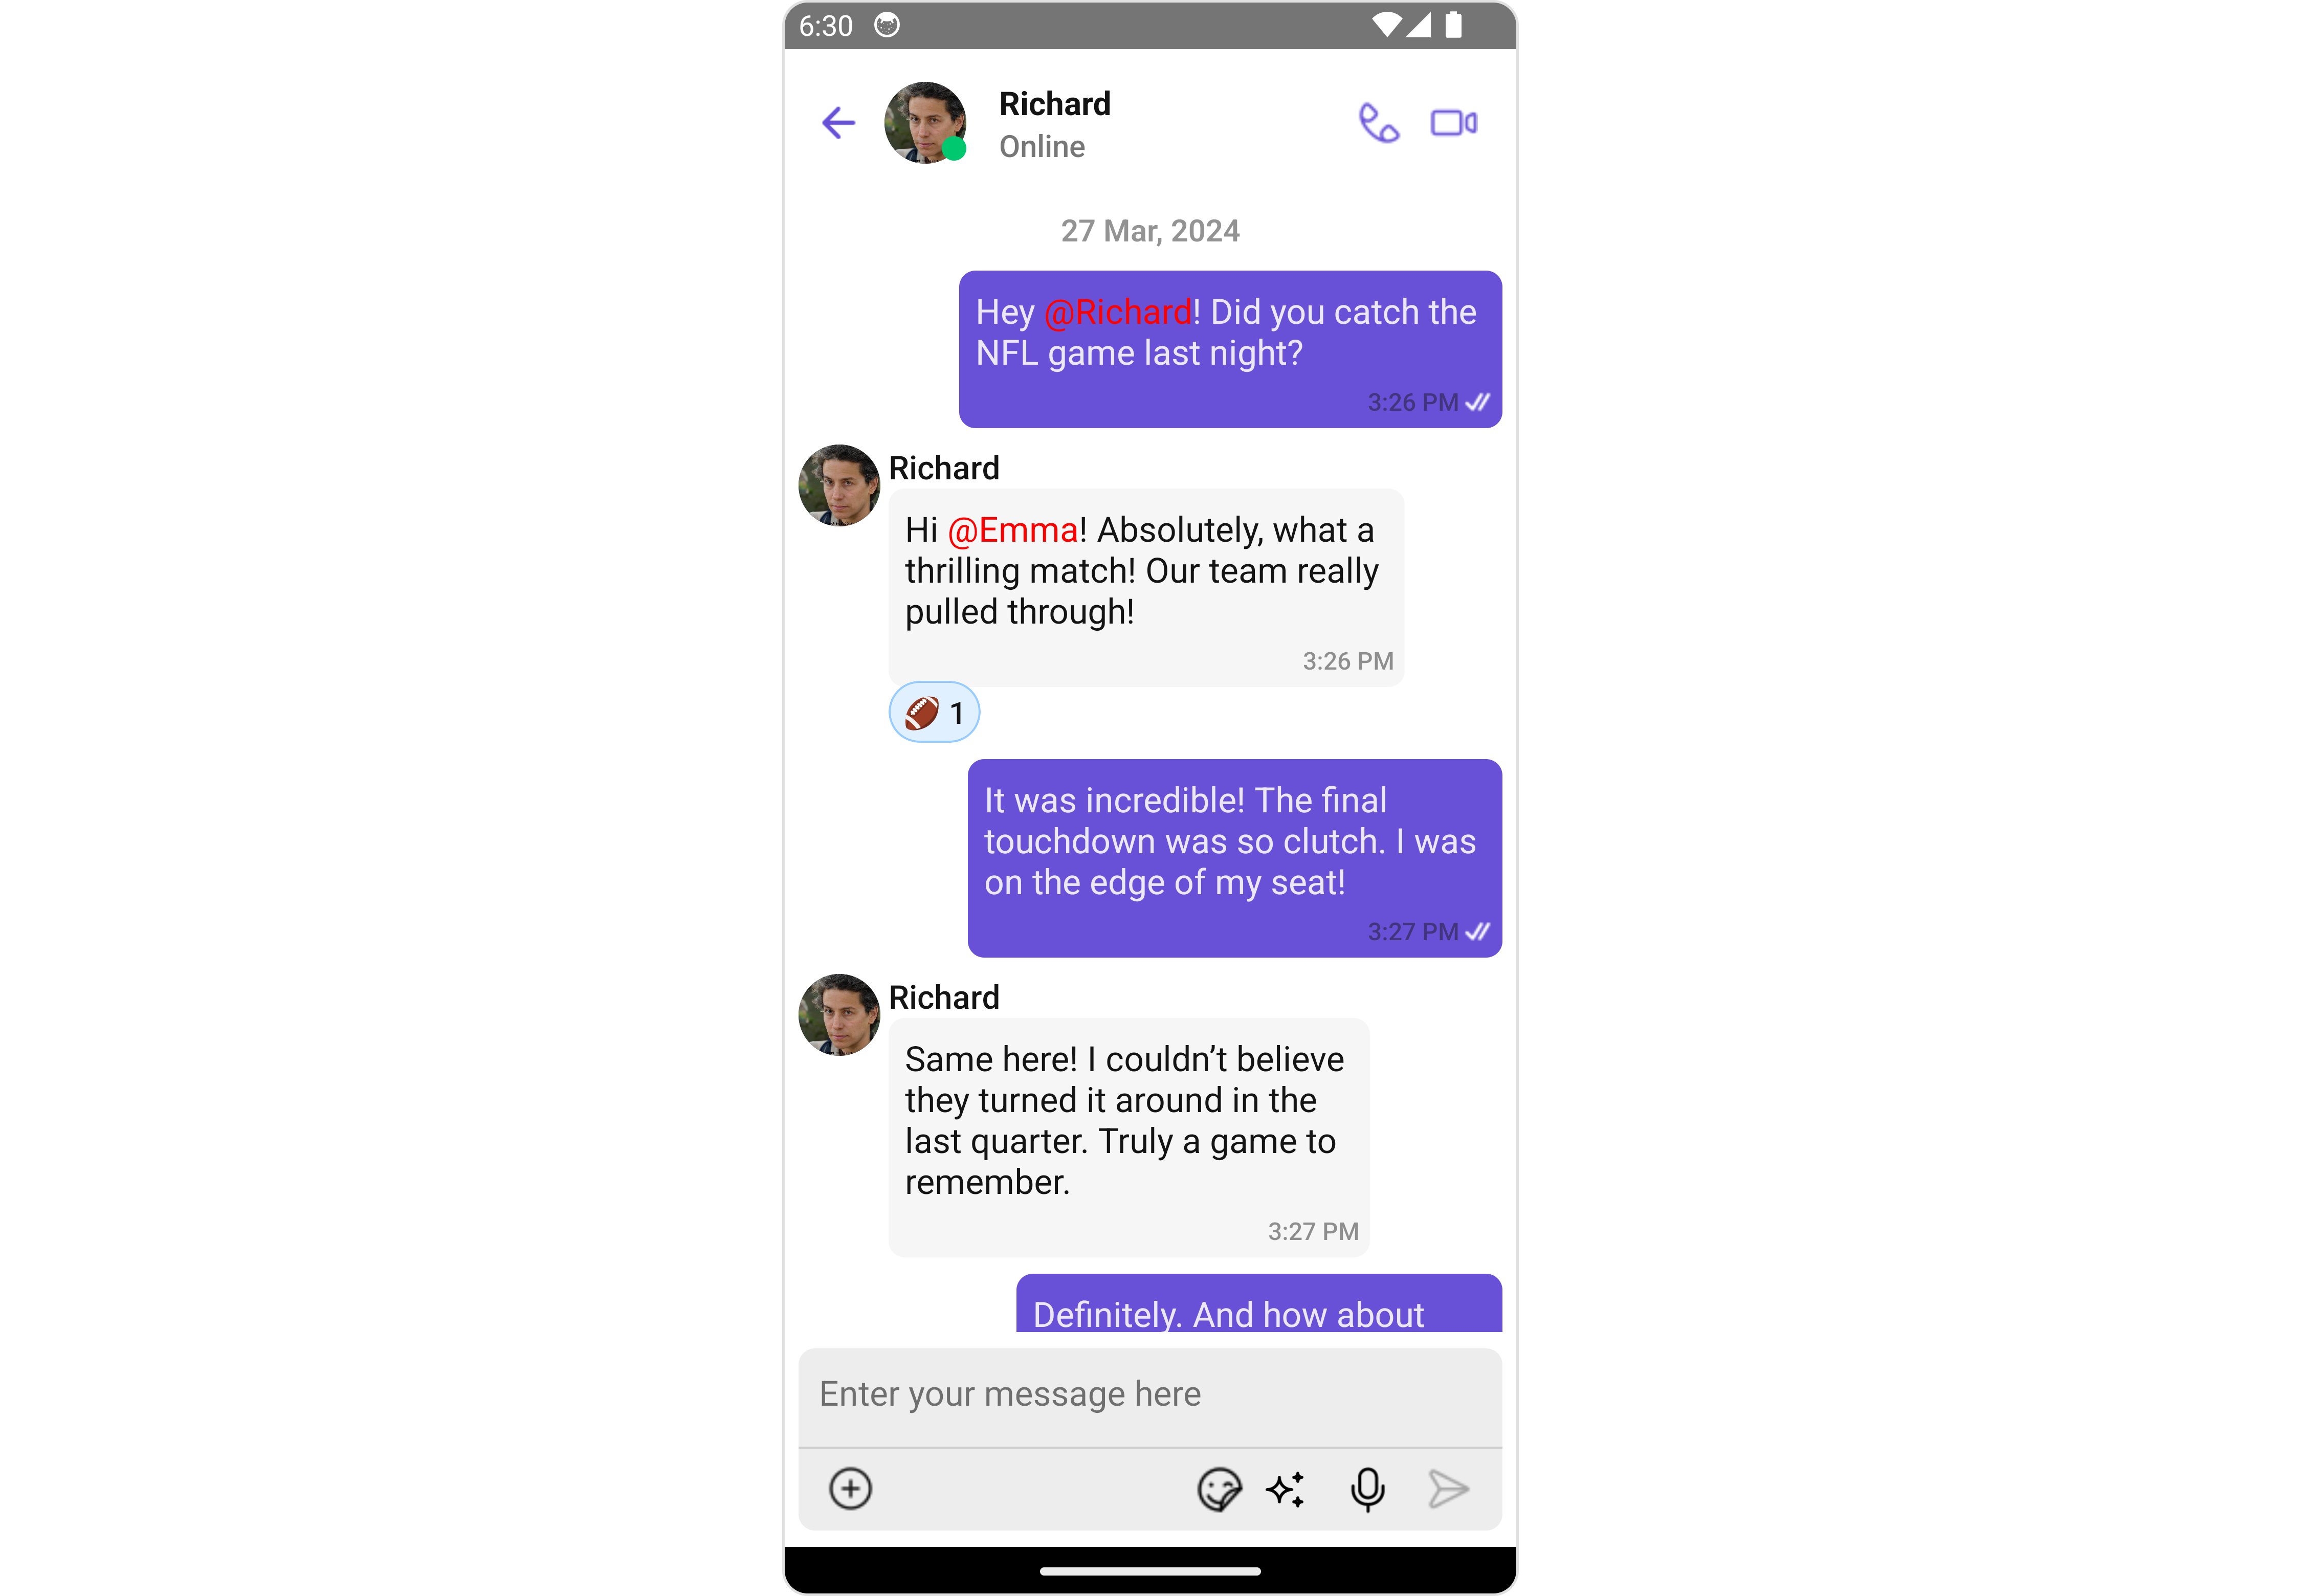 6:30
Richard
Online
27 Mar, 2024
Hey @Richard! Did you catch the
NFL game last night?
3:26 PM
Richard
Hi @Emma! Absolutely, what a
thrilling match! Our team really
pulled through!
3:26 PM
1
It was incredible! The final
touchdown was so clutch. I was
on the edge of my seat!
3:27 PM
Richard
Same here! I couldn’t believe
they turned it around in the
last quarter. Truly a game to
remember.
3:27 PM
Definitely. And how about
Enter your message here